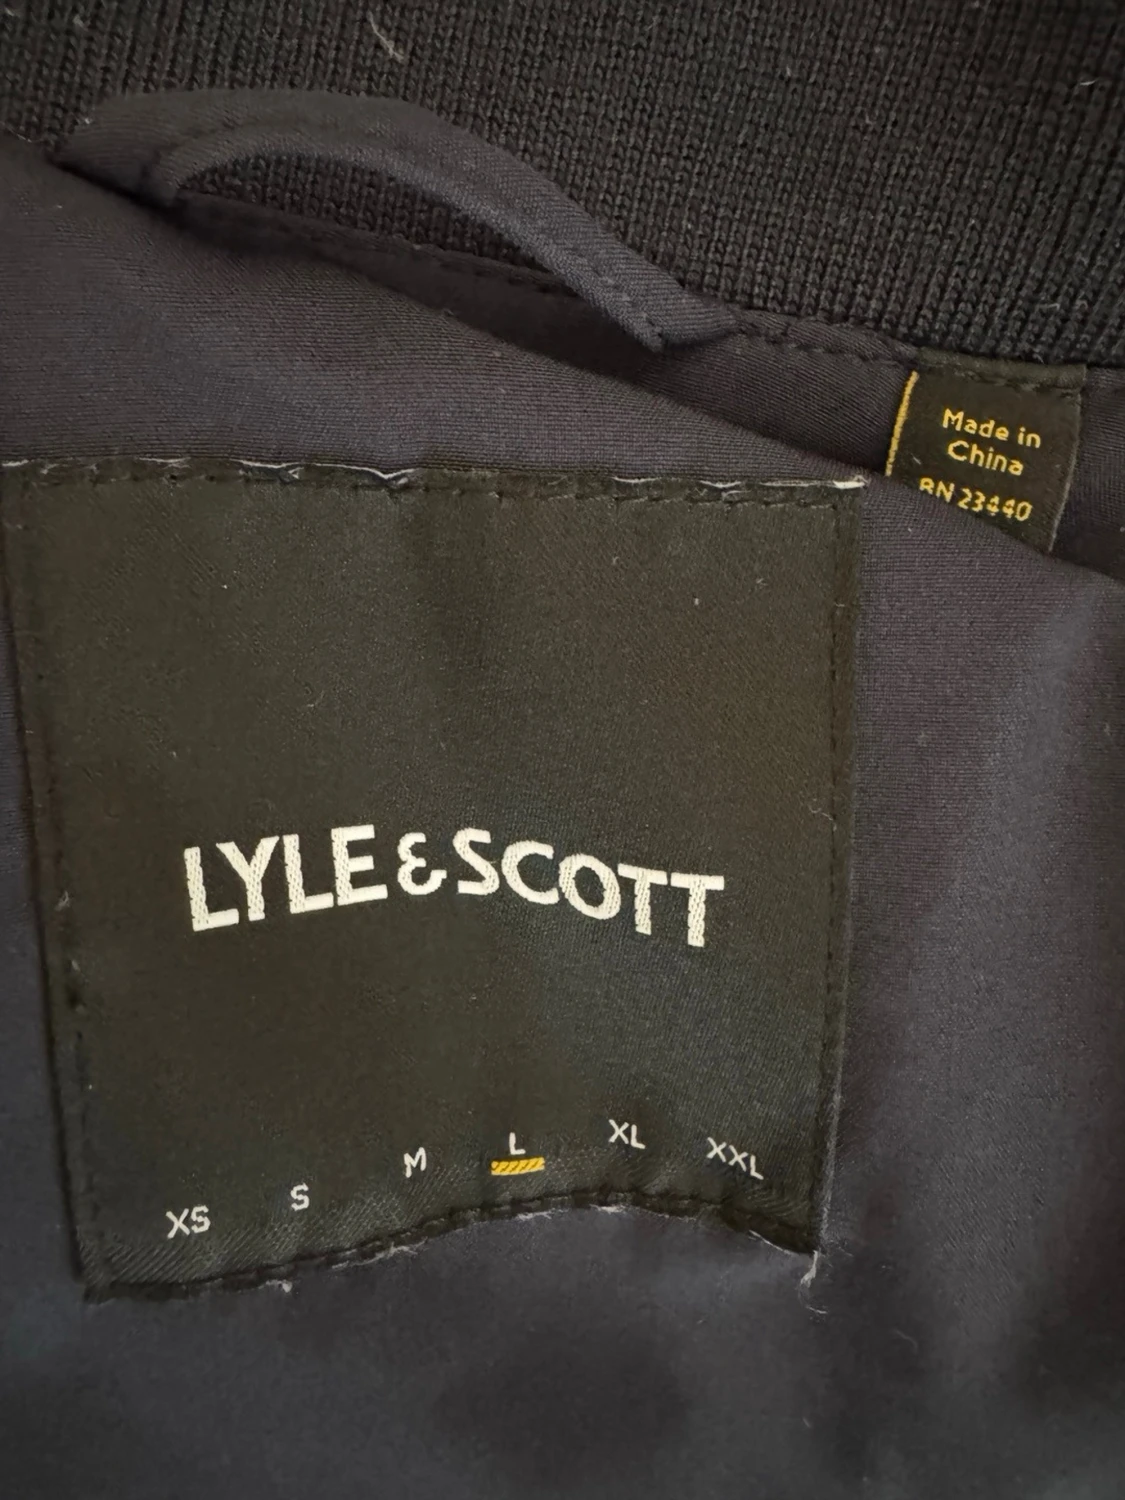 Made in
China
RN 23440
LYLE & SCOTT
XS S M L XL XXL